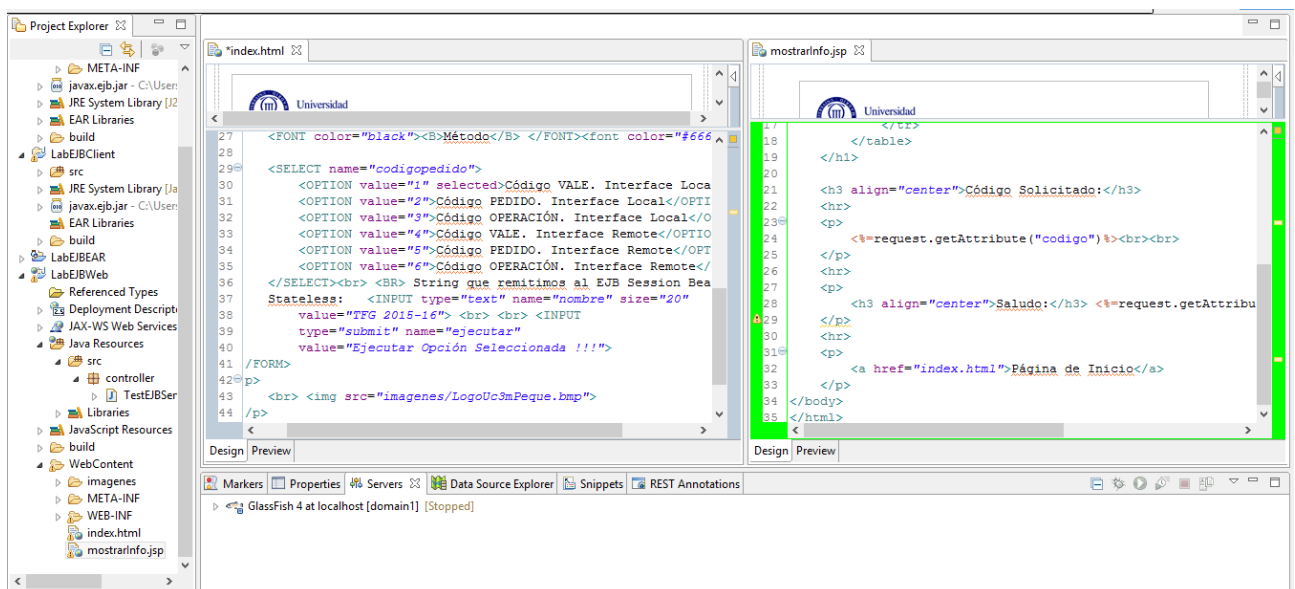 Project Explorer
META-INF
javax.ejb.jar - C:\User:
JRE System Library [J2
EAR Libraries
build
LabEJBClient
src
JRE System Library [Ja
javax.ejb.jar - C:\User:
EAR Libraries
build
LabEJBEAR
LabEJBWeb
Referenced Types
Deployment Descripto
JAX-WS Web Services
Java Resources
src
controller
TestEJBSer
Libraries
JavaScript Resources
build
WebContent
imagenes
META-INF
WEB-INF
index.html
mostrarInfo.jsp
*index.html
Universidad
27 <FONT color="black"><B>Método</B> </FONT><font color="#666
28
29 <SELECT name="codigopedido">
30 <OPTION value="1" selected>Código VALE. Interface Loca
31 <OPTION value="2">Código PEDIDO. Interface Local</OPTI
32 <OPTION value="3">Código OPERACIÓN. Interface Local</O
33 <OPTION value="4">Código VALE. Interface Remote</OPTIO
34 <OPTION value="5">Código PEDIDO. Interface Remote</OPT
35 <OPTION value="6">Código OPERACIÓN. Interface Remote</
36 </SELECT><br> <BR> String que remitimos al EJB Session Bea
37 Stateless: <INPUT type="text" name="nombre" size="20"
38 value="TFG 2015-16"> <br> <br> <INPUT
39 type="submit" name="ejecutar"
40 value="Ejecutar Opción Seleccionada !!!">
41 /FORM>
42 p>
43 <br> <img src="imagenes/LogoUc3mPeque.bmp">
44 /p>
Design Preview
mostrarInfo.jsp
Universidad
17 </tr>
18 </table>
19 </h1>
20
21 <h3 align="center">Código Solicitado:</h3>
22 <hr>
23 <p>
24 <%=request.getAttribute("codigo")%><br><br>
25 </p>
26 <hr>
27 <p>
28 <h3 align="center">Saludo:</h3> <%=request.getAttribu
29 </p>
30 <hr>
31 <p>
32 <a href="index.html">Página de Inicio</a>
33 </p>
34 </body>
35 </html>
Design Preview
Markers Properties Servers Data Source Explorer Snippets REST Annotations
GlassFish 4 at localhost [domain1] [Stopped]